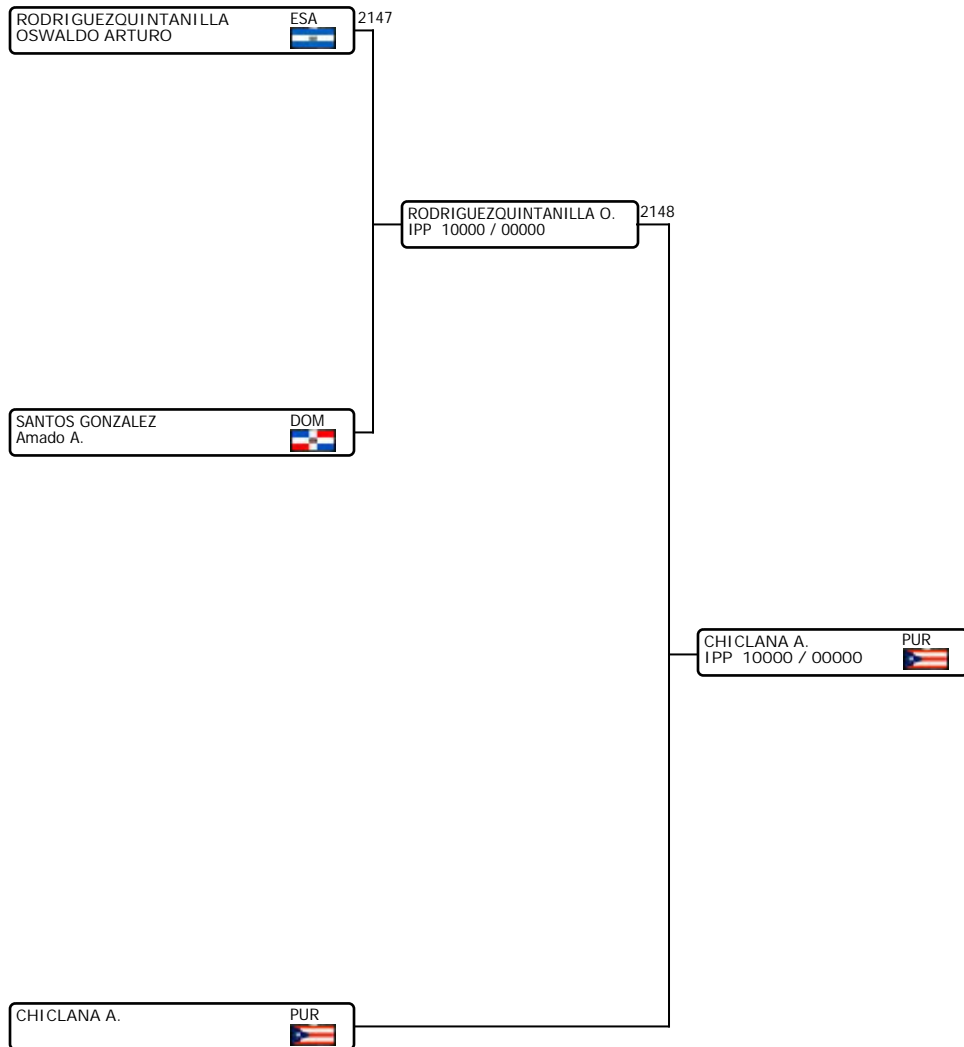 RODRIGUEZQUINTANILLA ESA 2147
OSWALDO ARTURO
RODRIGUEZQUINTANILLA O. 2148
IPP 10000 / 00000
SANTOS GONZALEZ DOM
Amado A.
CHICLANA A. PUR
IPP 10000 / 00000
CHICLANA A. PUR